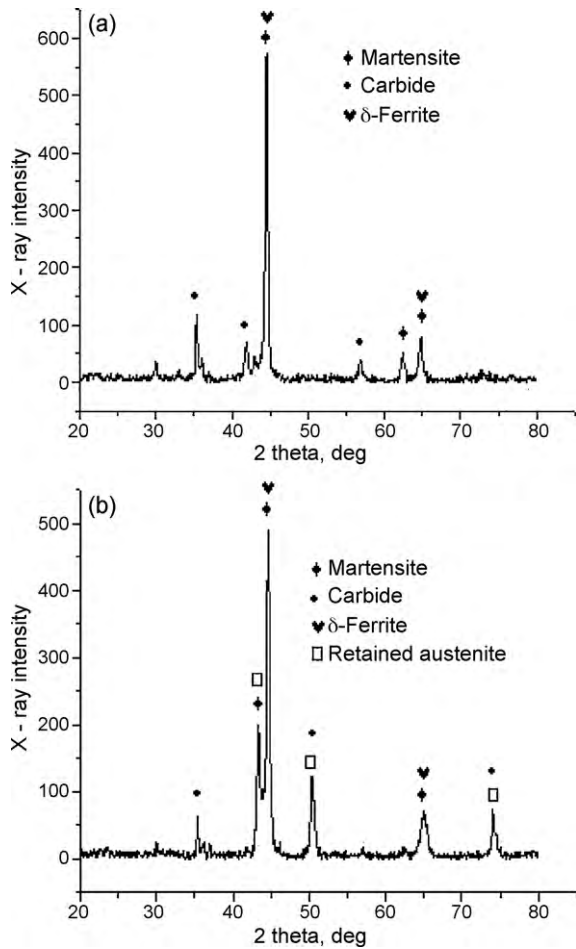 (a)
600
500
400
300
200
100
0
X - ray intensity
Martensite
Carbide
δ-Ferrite
20 30 40 50 60 70 80
2 theta, deg
(b)
500
400
300
200
100
0
X - ray intensity
Martensite
Carbide
δ-Ferrite
Retained austenite
20 30 40 50 60 70 80
2 theta, deg